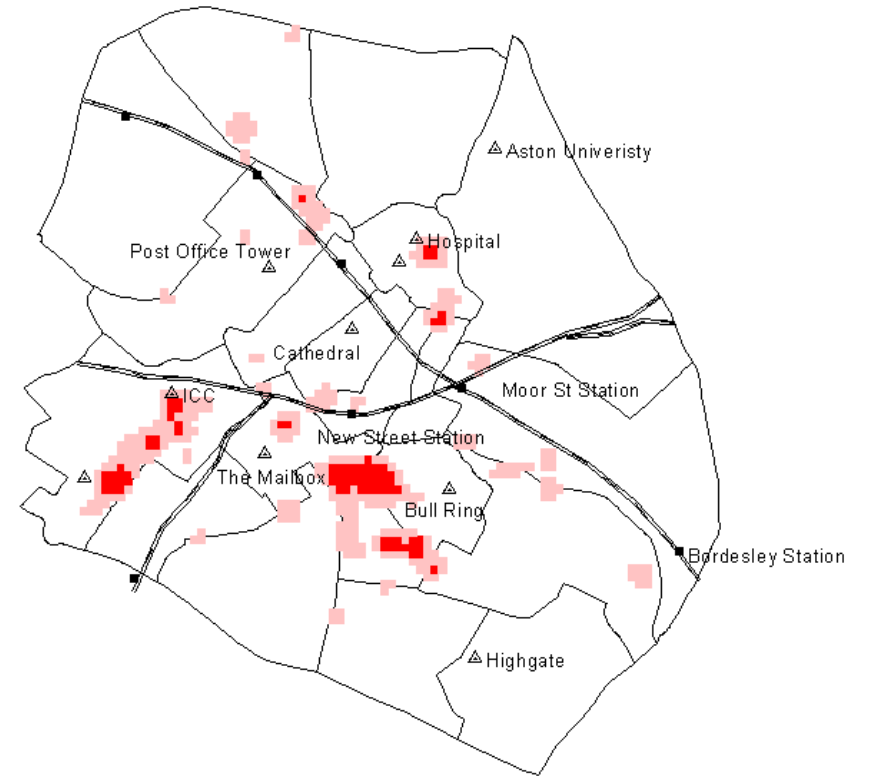 Aston Univeristy
Hospital
Post Office Tower
Cathedral
Moor St Station
ICC
New Street Station
The Mailbox
Bull Ring
Bordesley Station
Highgate